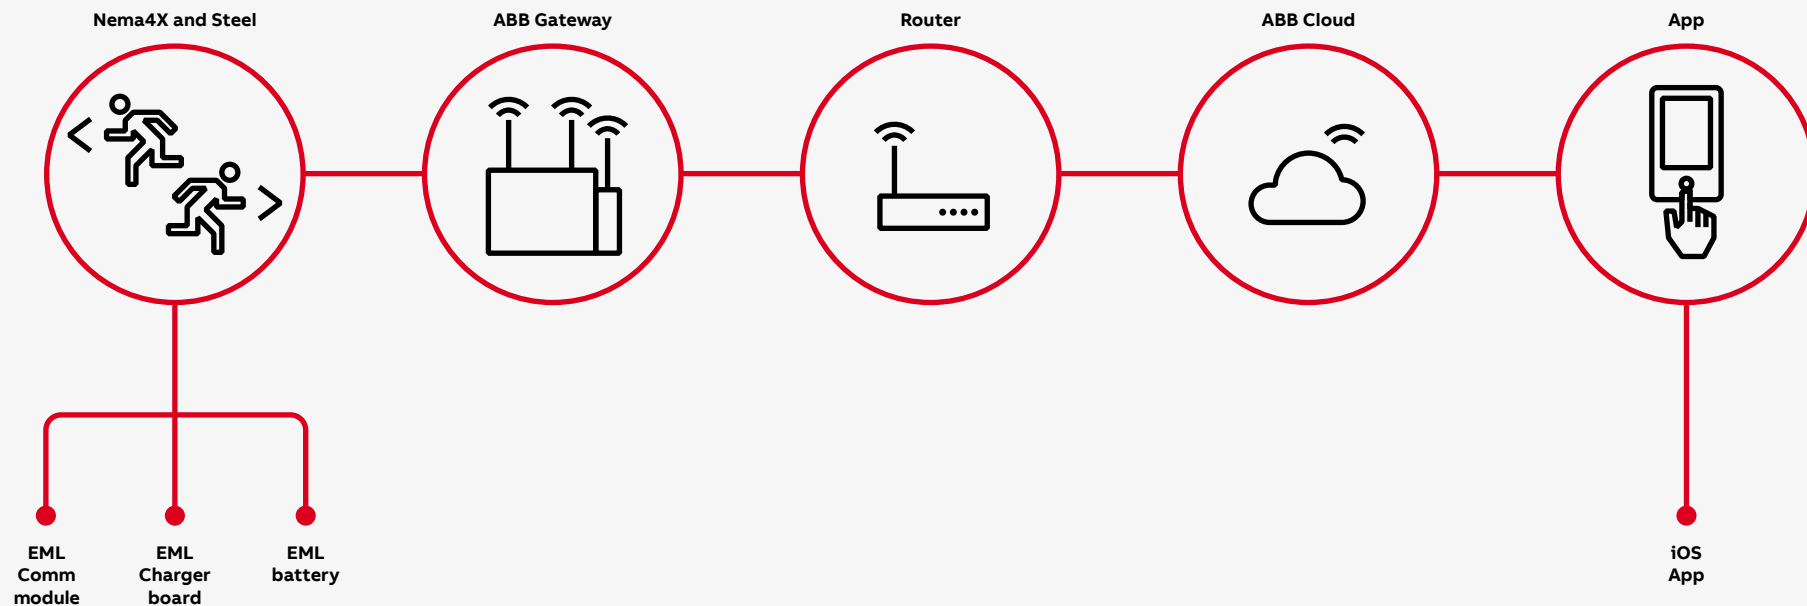 Nema4X and Steel
ABB Gateway
Router
ABB Cloud
App
EML
Comm
module
EML
Charger
board
EML
battery
iOS
App